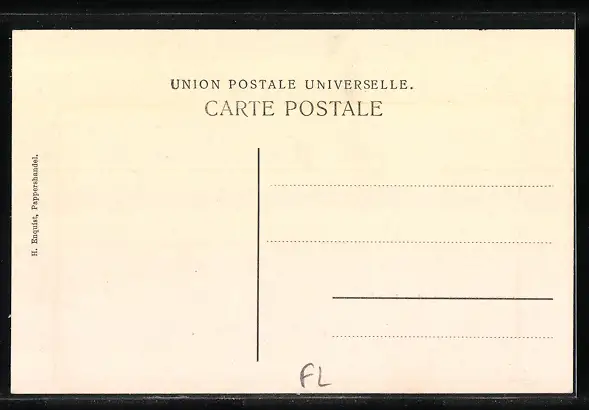 UNION POSTALE UNIVERSELLE.
CARTE POSTALE
H. Enquist, Pappershandel.
FL